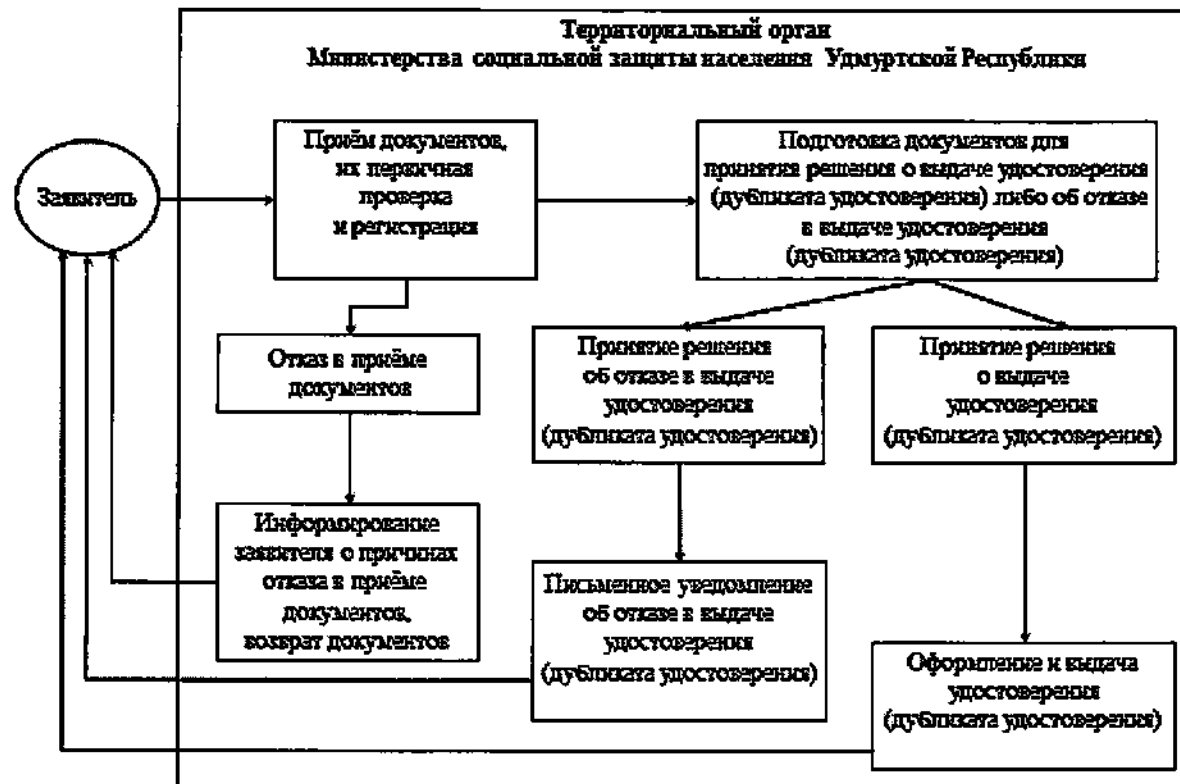 Территориальный орган
Министерства социальной защиты населения Удмуртской Республики
Заявитель
Приём документов,
их первичная
проверка
и регистрация
Подготовка документов для
принятия решения о выдаче удостоверения
(дубликата удостоверения) либо об отказе
в выдаче удостоверения
(дубликата удостоверения)
Отказ в приёме
документов
Принятие решения
об отказе в выдаче
удостоверения
(дубликата удостоверения)
Принятие решения
о выдаче
удостоверения
(дубликата удостоверения)
Информирование
заявителя о причинах
отказа в приёме
документов,
возврат документов
Письменное уведомление
об отказе в выдаче
удостоверения
(дубликата удостоверения)
Оформление и выдача
удостоверения
(дубликата удостоверения)